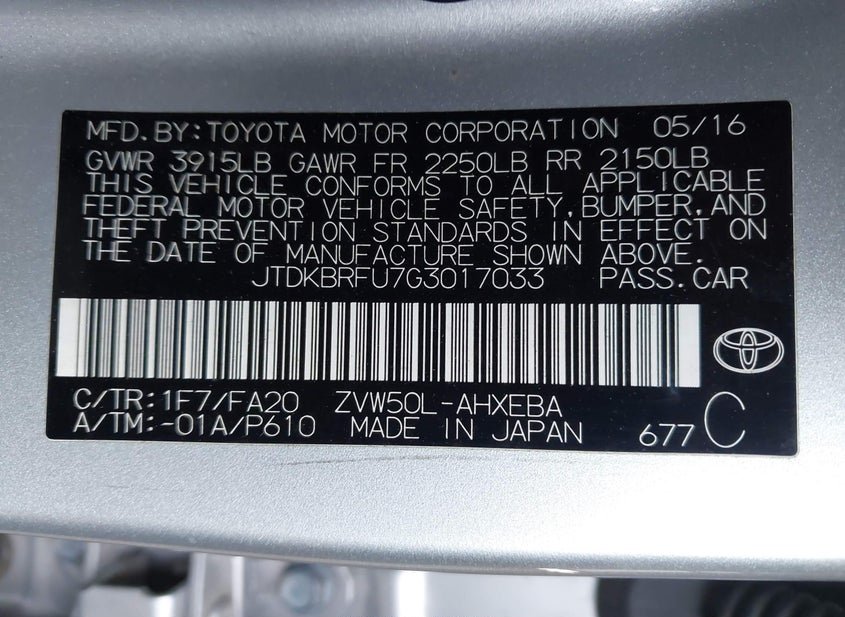 MFD.BY:TOYOTA MOTOR CORPORATION 05/16
GVWR 3915LB GAWR FR 2250LB RR 2150LB
THIS VEHICLE CONFORMS TO ALL APPLICABLE
FEDERAL MOTOR VEHICLE SAFETY,BUMPER,AND
THEFT PREVENTION STANDARDS IN EFFECT ON
THE DATE OF MANUFACTURE SHOWN ABOVE.
JTDKBRFU7G3017033 PASS.CAR
C/TR:1F7/FA20 ZVW50L-AHXEBA
A/TM:-01A/P610 MADE IN JAPAN 677 C